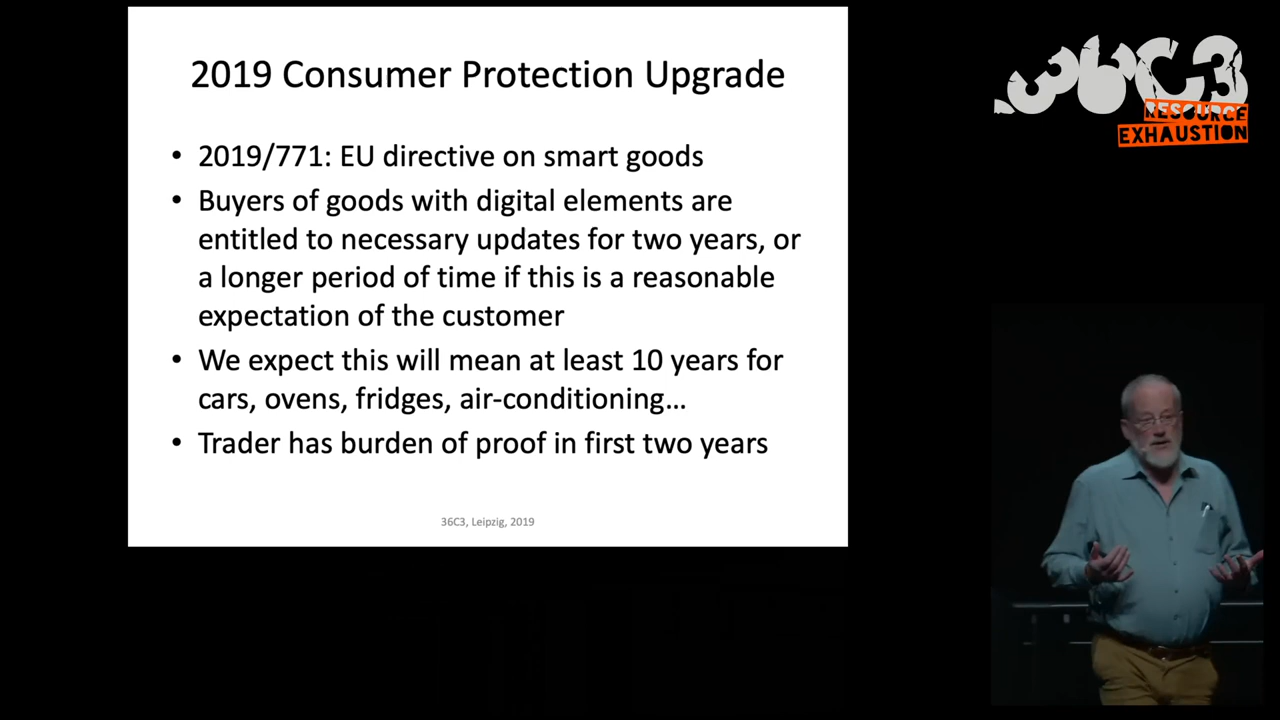 2019 Consumer Protection Upgrade
• 2019/771: EU directive on smart goods
• Buyers of goods with digital elements are
entitled to necessary updates for two years, or
a longer period of time if this is a reasonable
expectation of the customer
• We expect this will mean at least 10 years for
cars, ovens, fridges, air-conditioning...
• Trader has burden of proof in first two years
36C3, Leipzig, 2019
36C3
RESOURCE
EXHAUSTION